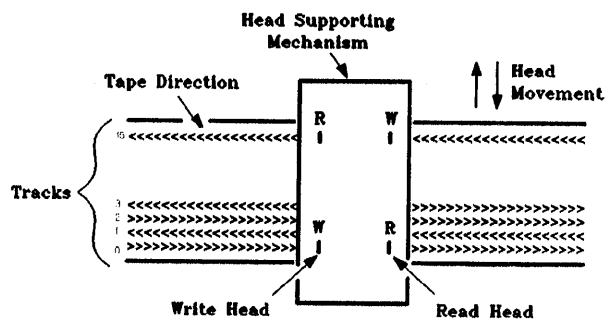 Head Supporting
Mechanism
Tape Direction
Head
Movement
R W
15 <<<<<<<<<<<<<<<<<<<<<< <<<<<<<<<<<<<<<<<<<<<<
Tracks
3 <<<<<<<<<<<<<<<<<<<<<< >>>>>>>>>>>>>>>>>>>>>>
2 >>>>>>>>>>>>>>>>>>>>>> >>>>>>>>>>>>>>>>>>>>>>
1 <<<<<<<<<<<<<<<<<<<<<< <<<<<<<<<<<<<<<<<<<<<<
0 >>>>>>>>>>>>>>>>>>>>>> >>>>>>>>>>>>>>>>>>>>>>
W R
Write Head
Read Head